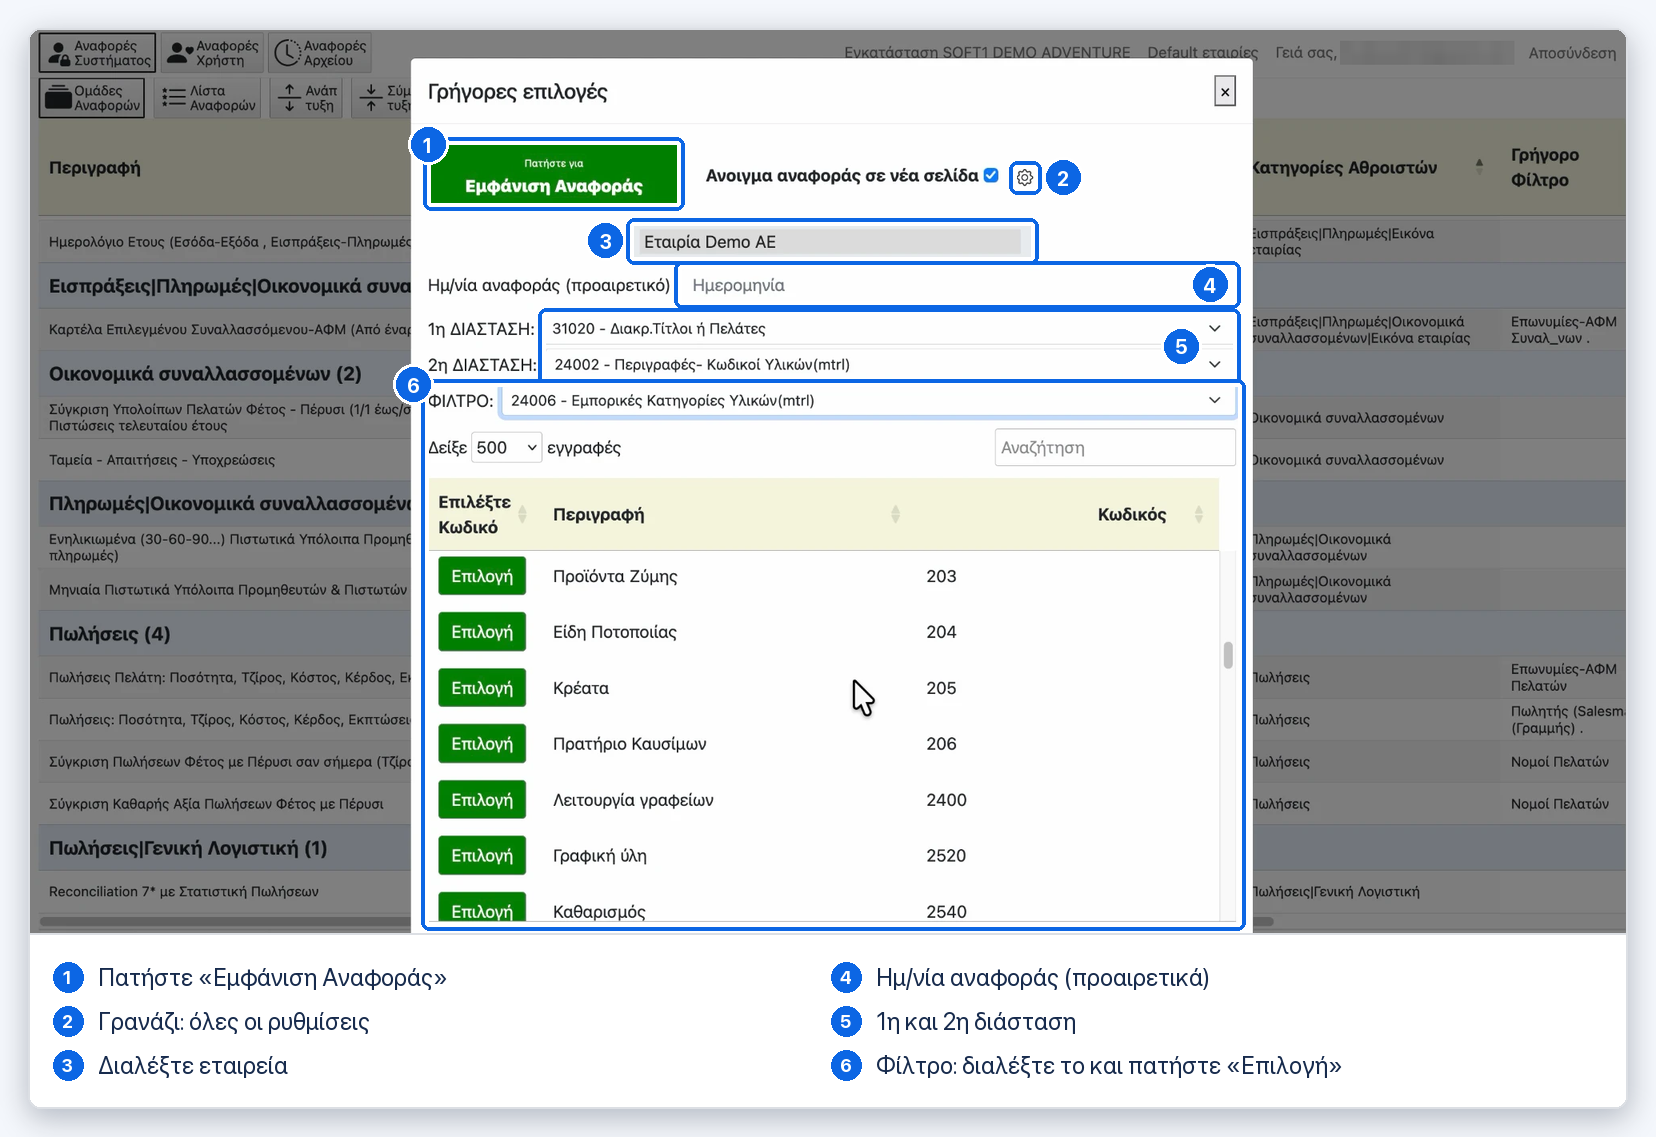 Αναφορές Συστήματος
Αναφορές Χρήστη
Αναφορές Αρχείου
Εγκατάσταση SOFT1 DEMO ADVENTURE
Default εταιρίες
Γειά σας,
Αποσύνδεση
Ομάδες Αναφορών
Λίστα Αναφορών
Ανάπ τυξη
Σύμ τυξη
Περιγραφή
Κατηγορίες Αθροιστών
Γρήγορο Φίλτρο
Ημερολόγιο Ετους (Εσόδα-Εξόδα , Εισπράξεις-Πληρωμές
Εισπράξεις|Πληρωμές|Εικόνα εταιρίας
Εισπράξεις|Πληρωμές|Οικονομικά συνα
Καρτέλα Επιλεγμένου Συναλλασσόμενου-ΑΦΜ (Από έναρ
Εισπράξεις|Πληρωμές|Οικονομικά συναλλασσομένων|Εικόνα εταιρίας
Επωνυμίες-ΑΦΜ Συναλ_νων .
Οικονομικά συναλλασσομένων (2)
Σύγκριση Υπολοίπων Πελατών Φέτος - Πέρυσι (1/1 έως/σ
Πιστώσεις τελευταίου έτους
Οικονομικά συναλλασσομένων
Ταμεία - Απαιτήσεις - Υποχρεώσεις
Οικονομικά συναλλασσομένων
Πληρωμές|Οικονομικά συναλλασσομένω
Ενηλικιωμένα (30-60-90...) Πιστωτικά Υπόλοιπα Προμηθ
πληρωμές)
Πληρωμές|Οικονομικά συναλλασσομένων
Μηνιαία Πιστωτικά Υπόλοιπα Προμηθευτών & Πιστωτών
Πληρωμές|Οικονομικά συναλλασσομένων
Πωλήσεις (4)
Πωλήσεις Πελάτη: Ποσότητα, Τζίρος, Κόστος, Κέρδος, Εκ
Πωλήσεις
Επωνυμίες-ΑΦΜ Πελατών
Πωλήσεις: Ποσότητα, Τζίρος, Κόστος, Κέρδος, Εκπτώσει
Πωλήσεις
Πωλητής (Salesma (Γραμμής) .
Σύγκριση Πωλήσεων Φέτος με Πέρυσι σαν σήμερα (Τζίρο
Πωλήσεις
Νομοί Πελατών
Σύγκριση Καθαρής Αξία Πωλήσεων Φέτος με Πέρυσι
Πωλήσεις
Νομοί Πελατών
Πωλήσεις|Γενική Λογιστική (1)
Reconciliation 7* με Στατιστική Πωλήσεων
Πωλήσεις|Γενική Λογιστική
Γρήγορες επιλογές
×
1
Πατήστε για
Εμφάνιση Αναφοράς
Ανοιγμα αναφοράς σε νέα σελίδα
2
3
Εταιρία Demo AE
Ημ/νία αναφοράς (προαιρετικό)
Ημερομηνία
4
1η ΔΙΑΣΤΑΣΗ:
31020 - Διακρ.Τίτλοι ή Πελάτες
5
2η ΔΙΑΣΤΑΣΗ:
24002 - Περιγραφές- Κωδικοί Υλικών(mtrl)
6
ΦΙΛΤΡΟ:
24006 - Εμπορικές Κατηγορίες Υλικών(mtrl)
Δείξε 500 εγγραφές
Αναζήτηση
Επιλέξτε Κωδικό
Περιγραφή
Κωδικός
Επιλογή Προϊόντα Ζύμης 203
Επιλογή Είδη Ποτοποιίας 204
Επιλογή Κρέατα 205
Επιλογή Πρατήριο Καυσίμων 206
Επιλογή Λειτουργία γραφείων 2400
Επιλογή Γραφική ύλη 2520
Επιλογή Καθαρισμός 2540
1 Πατήστε «Εμφάνιση Αναφοράς»
2 Γρανάζι: όλες οι ρυθμίσεις
3 Διαλέξτε εταιρεία
4 Ημ/νία αναφοράς (προαιρετικά)
5 1η και 2η διάσταση
6 Φίλτρο: διαλέξτε το και πατήστε «Επιλογή»